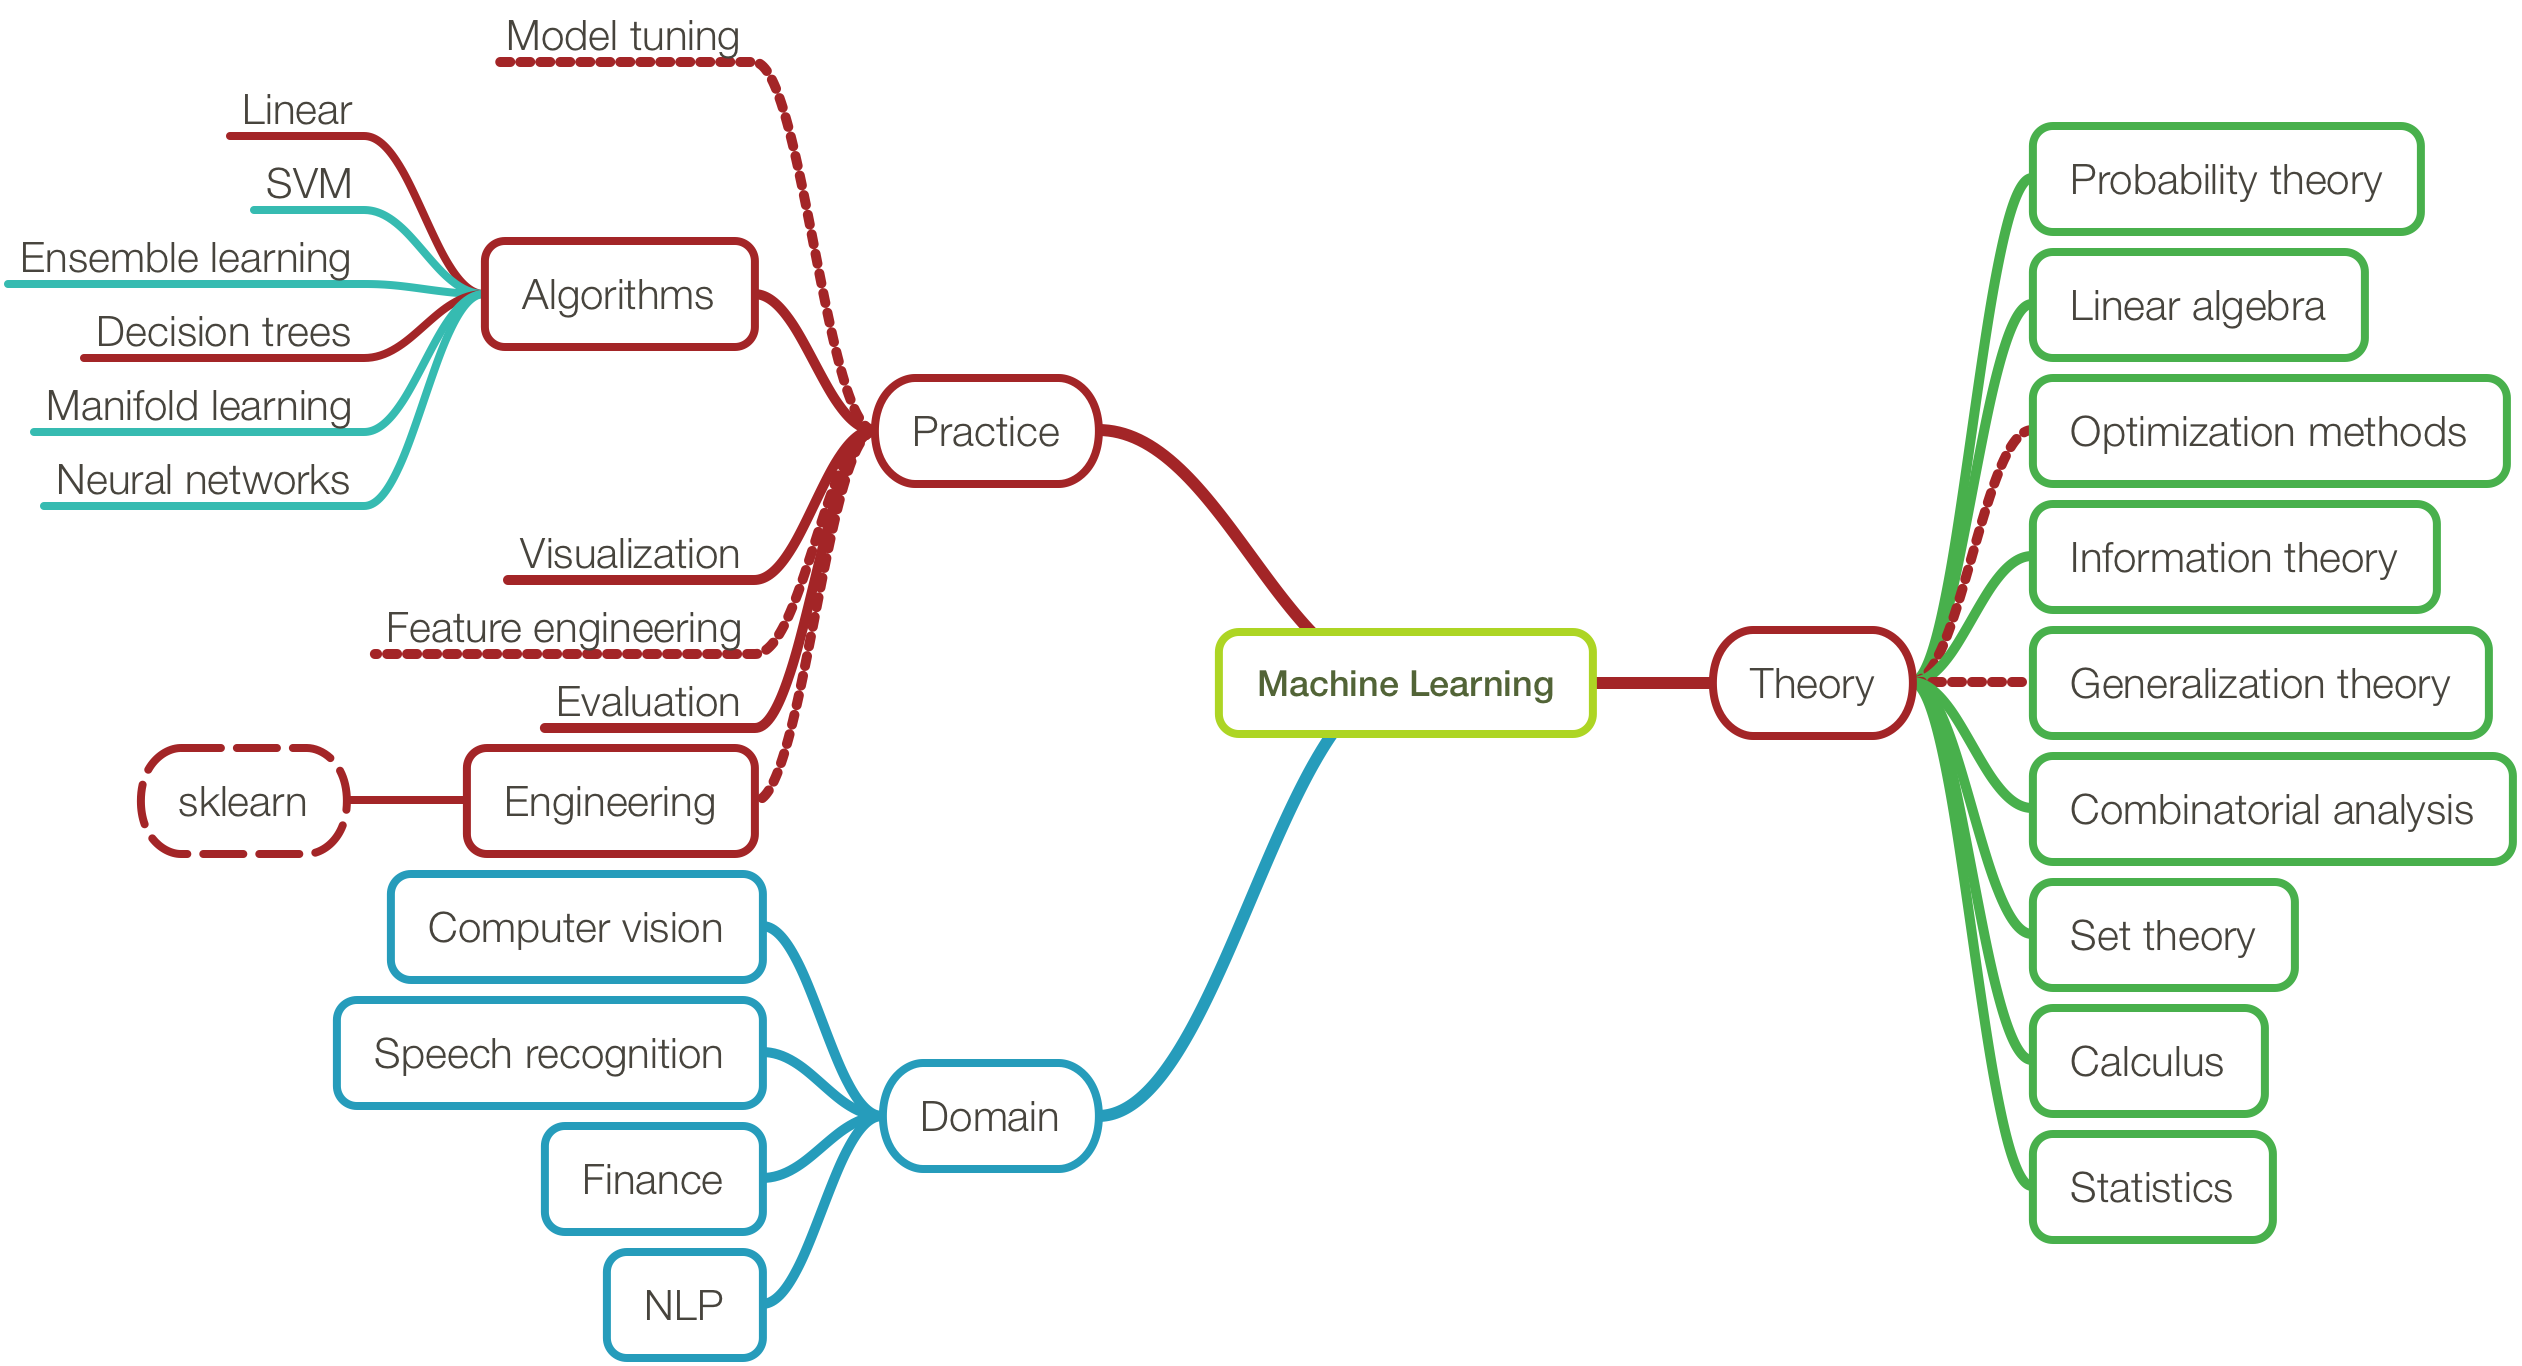 Model tuning
Linear
SVM
Ensemble learning
Decision trees
Manifold learning
Neural networks
Algorithms
Practice
Visualization
Feature engineering
Evaluation
sklearn
Engineering
Computer vision
Speech recognition
Finance
NLP
Domain
Machine Learning
Theory
Probability theory
Linear algebra
Optimization methods
Information theory
Generalization theory
Combinatorial analysis
Set theory
Calculus
Statistics